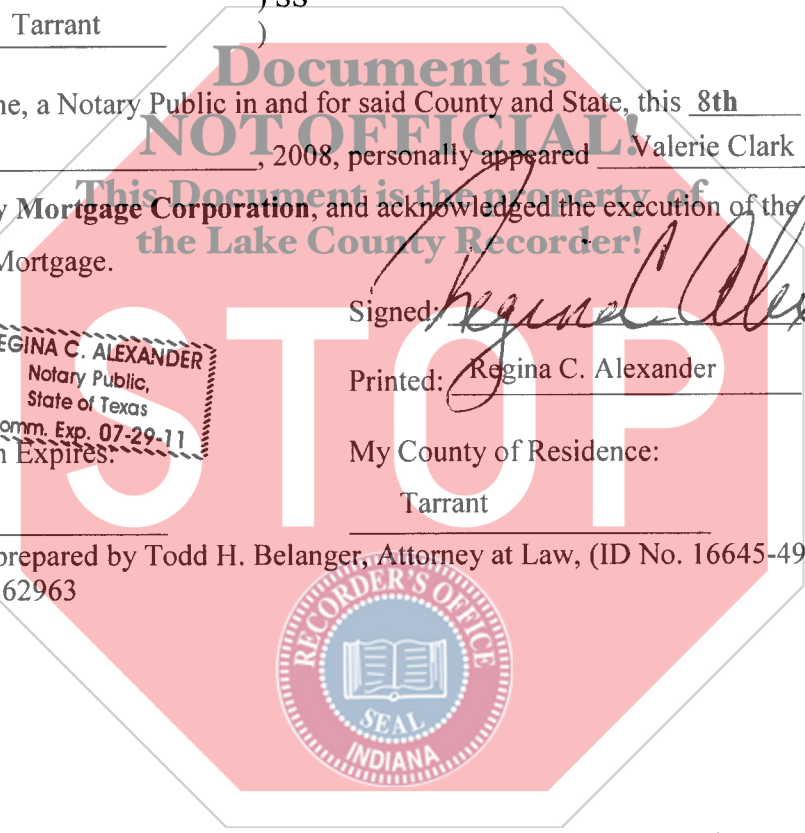 ) SS
Tarrant )
Document is
ne, a Notary Public in and for said County and State, this 8th
NOT OFFICIAL!
, 2008, personally appeared Valerie Clark
This Document is the property of
y Mortgage Corporation, and acknowledged the execution of the
the Lake County Recorder!
Mortgage.
STOP
Signed: Regina C Alex
EGINA C. ALEXANDER
Notary Public,
State of Texas
omm. Exp. 07-29-11
Printed: Regina C. Alexander
n Expires:
My County of Residence:
Tarrant
prepared by Todd H. Belanger, Attorney at Law, (ID No. 16645-49
62963
RECORDER'S OFFICE
SEAL
INDIANA